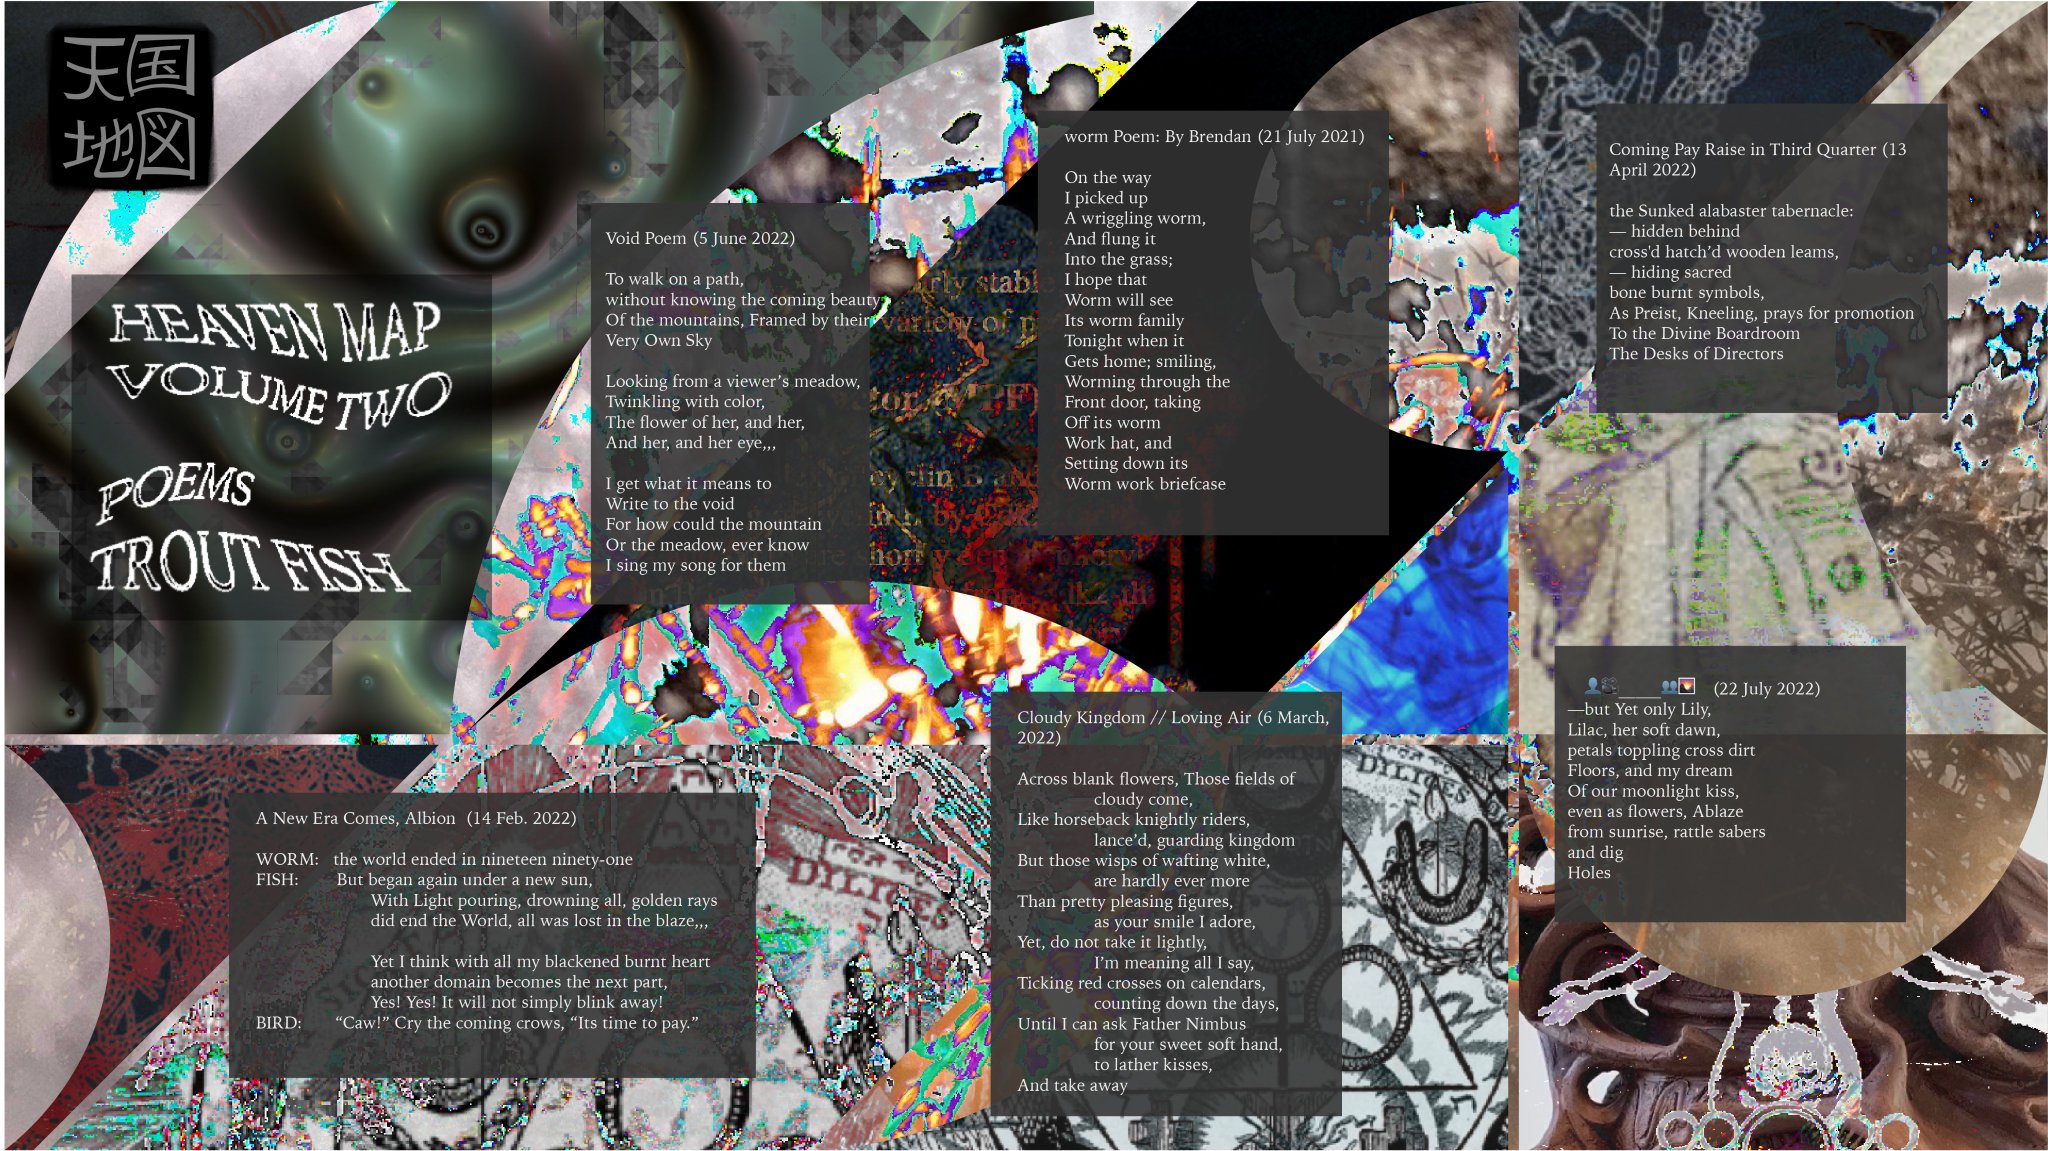 天国
地図
HEAVEN MAP
VOLUME TWO
POEMS
TROUT FISH
Void Poem (5 June 2022)
To walk on a path,
without knowing the coming beauty
Of the mountains, Framed by their
Very Own Sky
Looking from a viewer's meadow,
Twinkling with color,
The flower of her, and her,
And her, and her eye,,,
I get what it means to
Write to the void
For how could the mountain
Or the meadow, ever know
I sing my song for them
worm Poem: By Brendan (21 July 2021)
On the way
I picked up
A wriggling worm,
And flung it
Into the grass;
I hope that
Worm will see
Its worm family
Tonight when it
Gets home; smiling,
Worming through the
Front door, taking
Off its worm
Work hat, and
Setting down its
Worm work briefcase
Coming Pay Raise in Third Quarter (13
April 2022)
the Sunked alabaster tabernacle:
— hidden behind
cross'd hatch'd wooden leams,
— hiding sacred
bone burnt symbols,
As Preist, Kneeling, prays for promotion
To the Divine Boardroom
The Desks of Directors
A New Era Comes, Albion (14 Feb. 2022)
WORM: the world ended in nineteen ninety-one
FISH: But began again under a new sun,
With Light pouring, drowning all, golden rays
did end the World, all was lost in the blaze,,,
Yet I think with all my blackened burnt heart
another domain becomes the next part,
Yes! Yes! It will not simply blink away!
BIRD: “Caw!” Cry the coming crows, “Its time to pay.”
Cloudy Kingdom // Loving Air (6 March,
2022)
Across blank flowers, Those fields of
cloudy come,
Like horseback knightly riders,
lance'd, guarding kingdom
But those wisps of wafting white,
are hardly ever more
Than pretty pleasing figures,
as your smile I adore,
Yet, do not take it lightly,
I'm meaning all I say,
Ticking red crosses on calendars,
counting down the days,
Until I can ask Father Nimbus
for your sweet soft hand,
to lather kisses,
And take away
_____ (22 July 2022)
—but Yet only Lily,
Lilac, her soft dawn,
petals toppling cross dirt
Floors, and my dream
Of our moonlight kiss,
even as flowers, Ablaze
from sunrise, rattle sabers
and dig
Holes
DILIGES